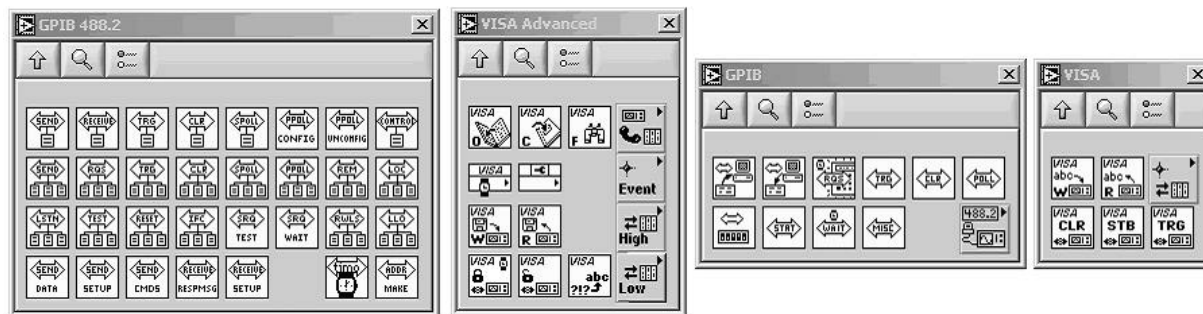 GPIB 488.2
SEND RECEIVE TRG CLR SPOLL PPOLL CONFIG PPOLL UNCONFIG CONTROL
SEND RQS TRG CLR SPOLL PPOLL REM LOC
LSTN TEST RESET IFC SRQ TEST SRQ WAIT RWLS LLO
SEND DATA SEND SETUP SEND CMDS RECEIVE RESPMSG RECEIVE SETUP TIMO ADDR MAKE
VISA Advanced
VISA O VISA C VISA F
VISA Event
VISA W VISA R High
VISA VISA VISA abc ?!? Low
GPIB
RQS TRG CLR POLL
STAT WAIT MISC 488.2
VISA
VISA abc W VISA abc R
VISA CLR VISA STB VISA TRG